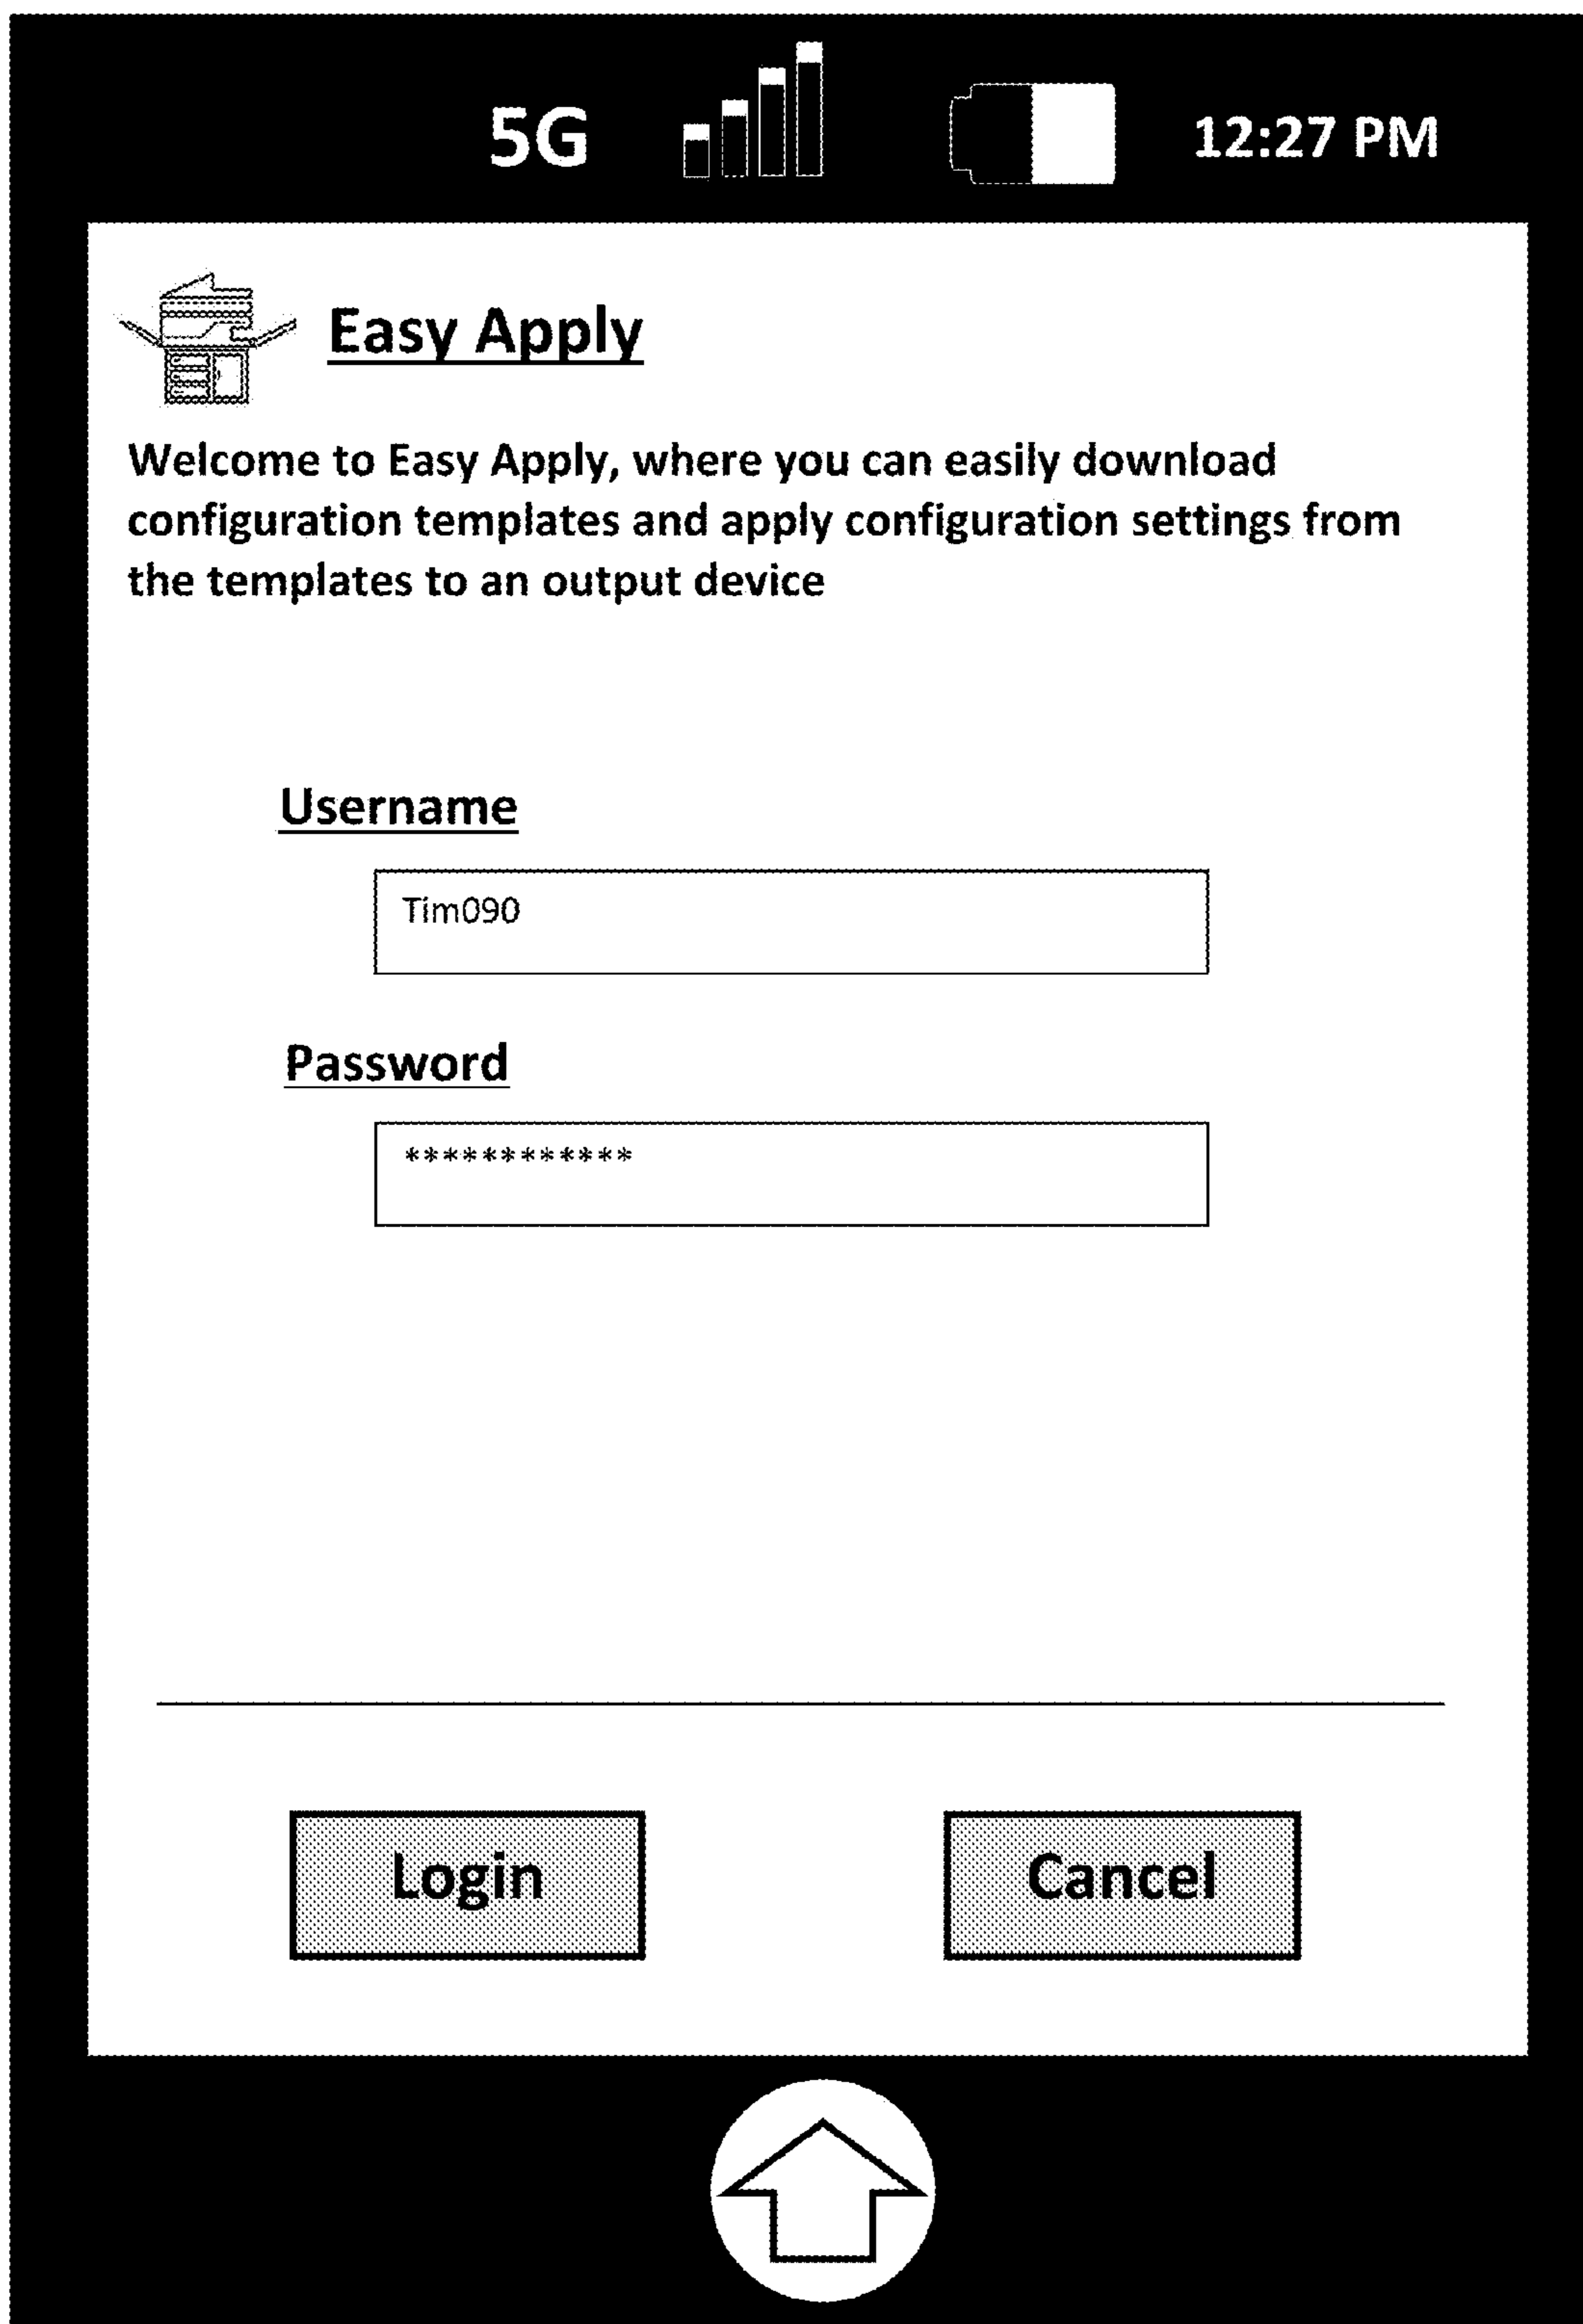 5G 12:27 PM
Easy Apply
Welcome to Easy Apply, where you can easily download
configuration templates and apply configuration settings from
the templates to an output device
Username
Tim090
Password
************
Login Cancel